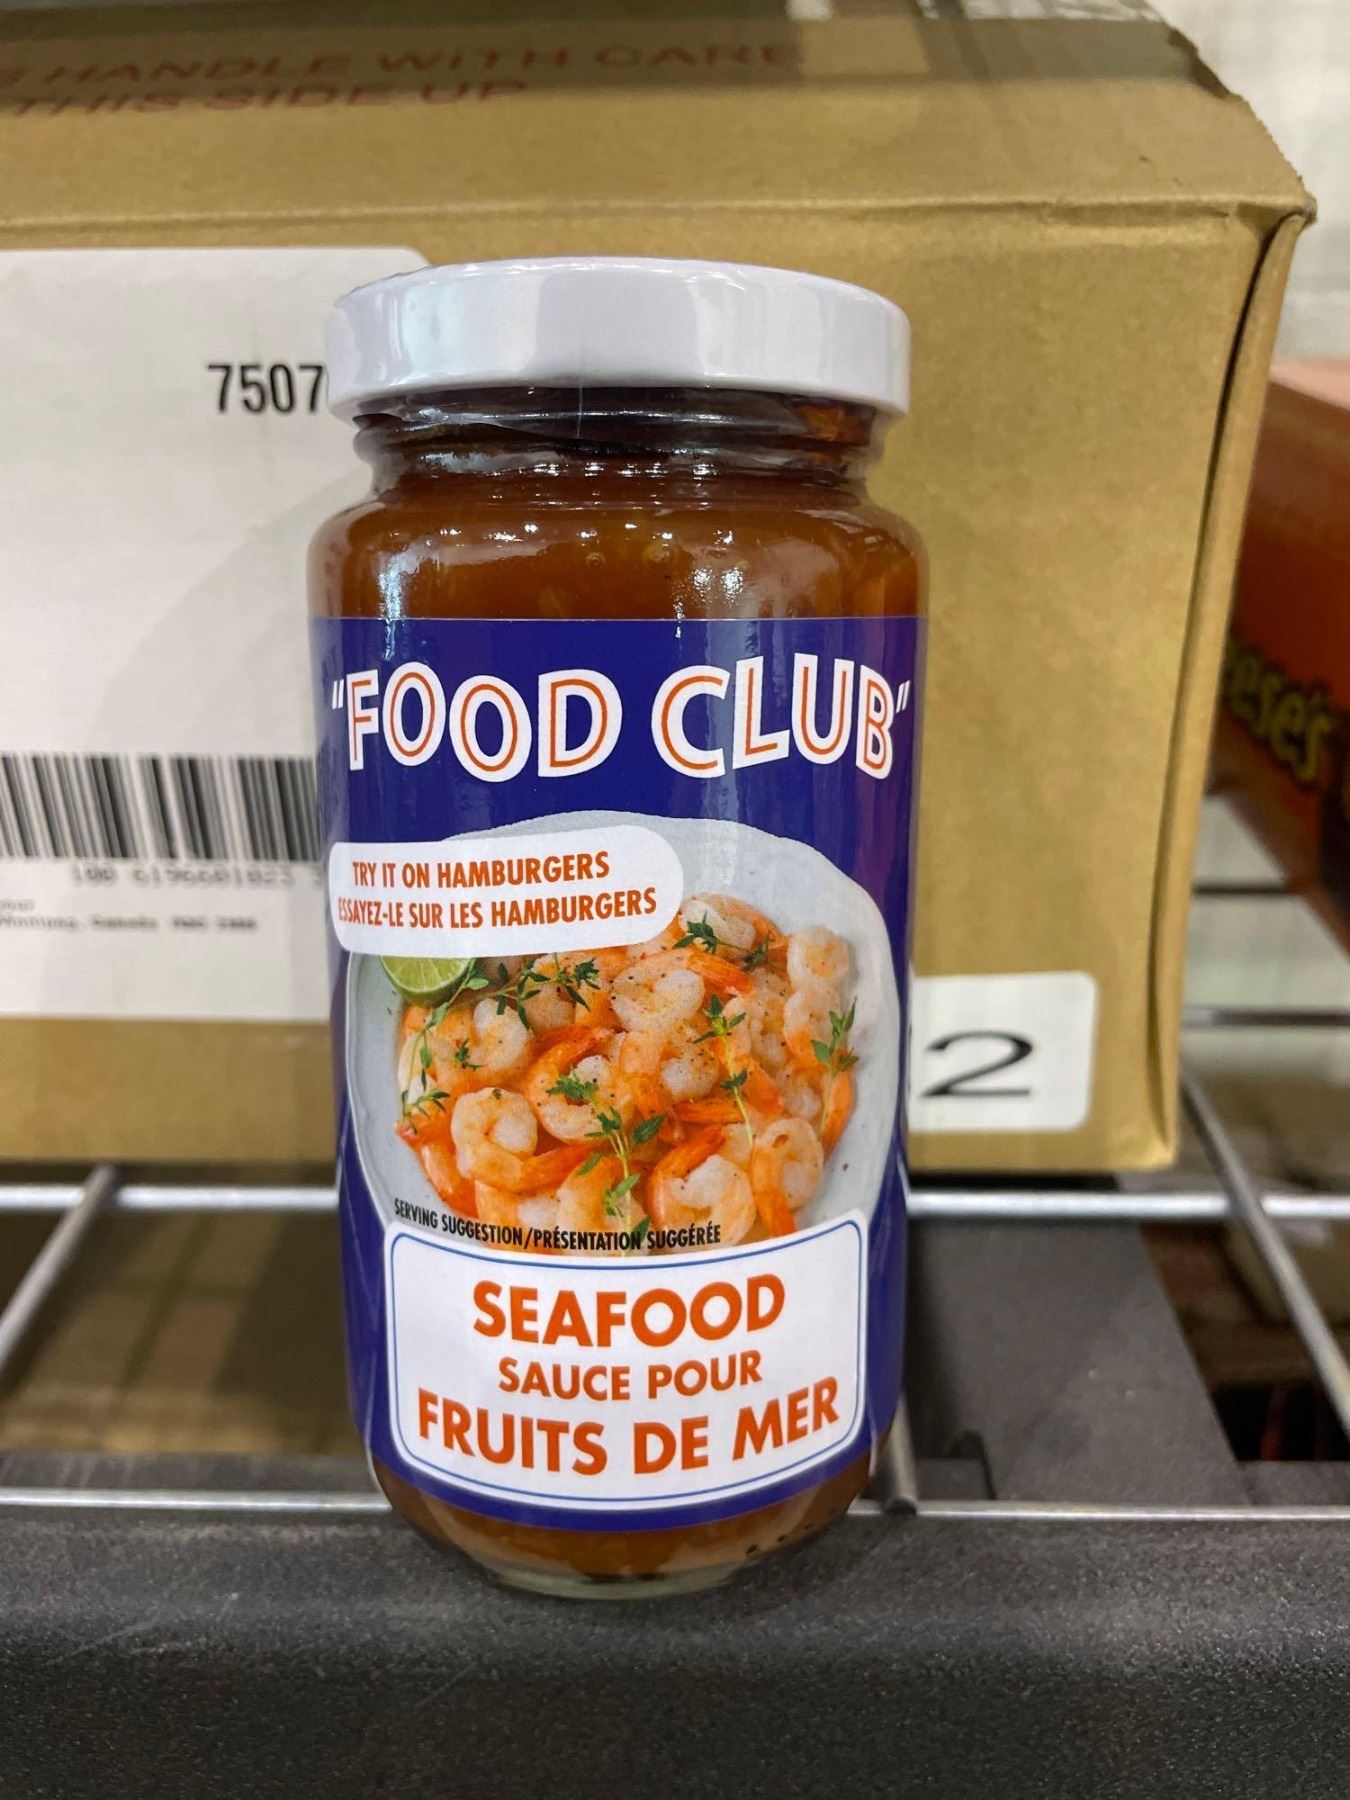 HANDLE WITH CARE
THIS SIDE UP
7507
"FOOD CLUB"
TRY IT ON HAMBURGERS
ESSAYEZ-LE SUR LES HAMBURGERS
2
SERVING SUGGESTION/PRÉSENTATION SUGGÉRÉE
SEAFOOD
SAUCE POUR
FRUITS DE MER